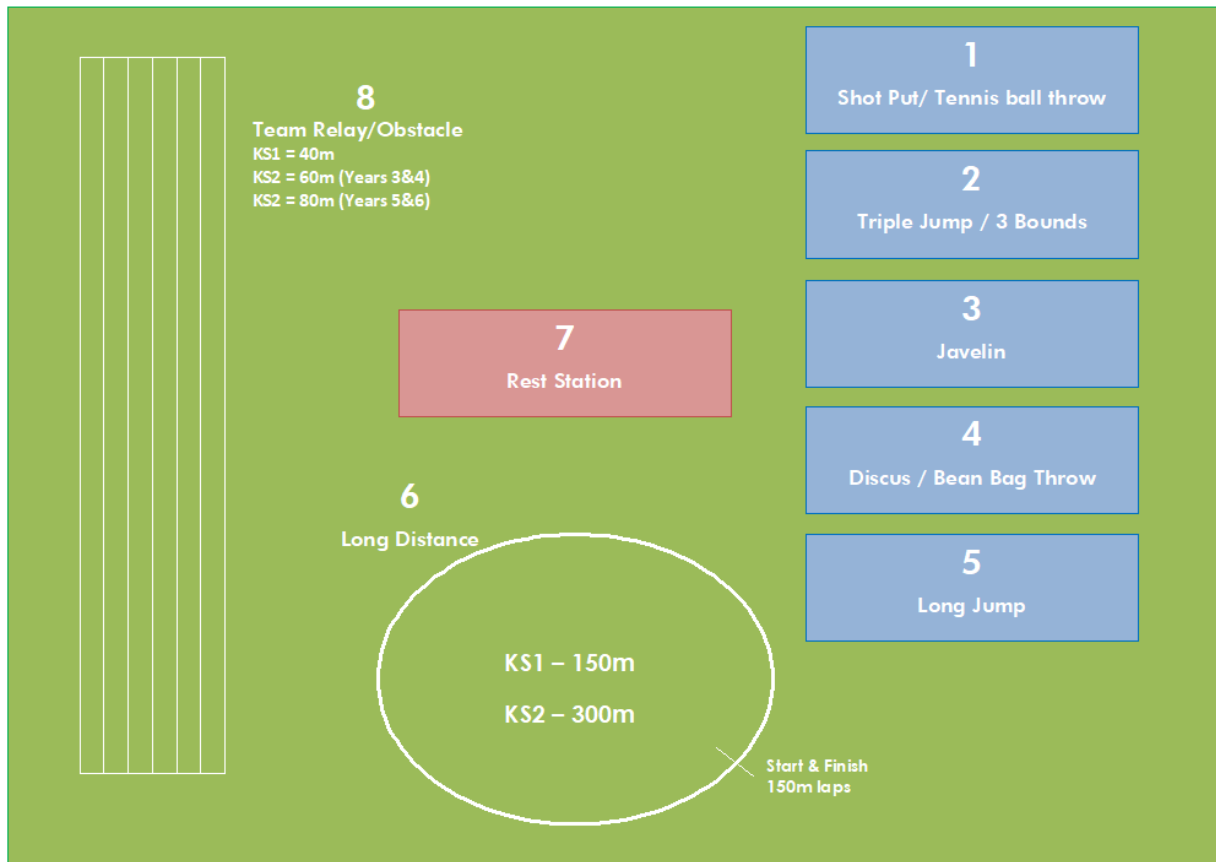 8
Team Relay/Obstacle
KS1 = 40m
KS2 = 60m (Years 3&4)
KS2 = 80m (Years 5&6)
1
Shot Put/ Tennis ball throw
2
Triple Jump / 3 Bounds
3
Javelin
4
Discus / Bean Bag Throw
5
Long Jump
6
Long Distance
KS1 – 150m
KS2 – 300m
Start & Finish
150m laps
7
Rest Station